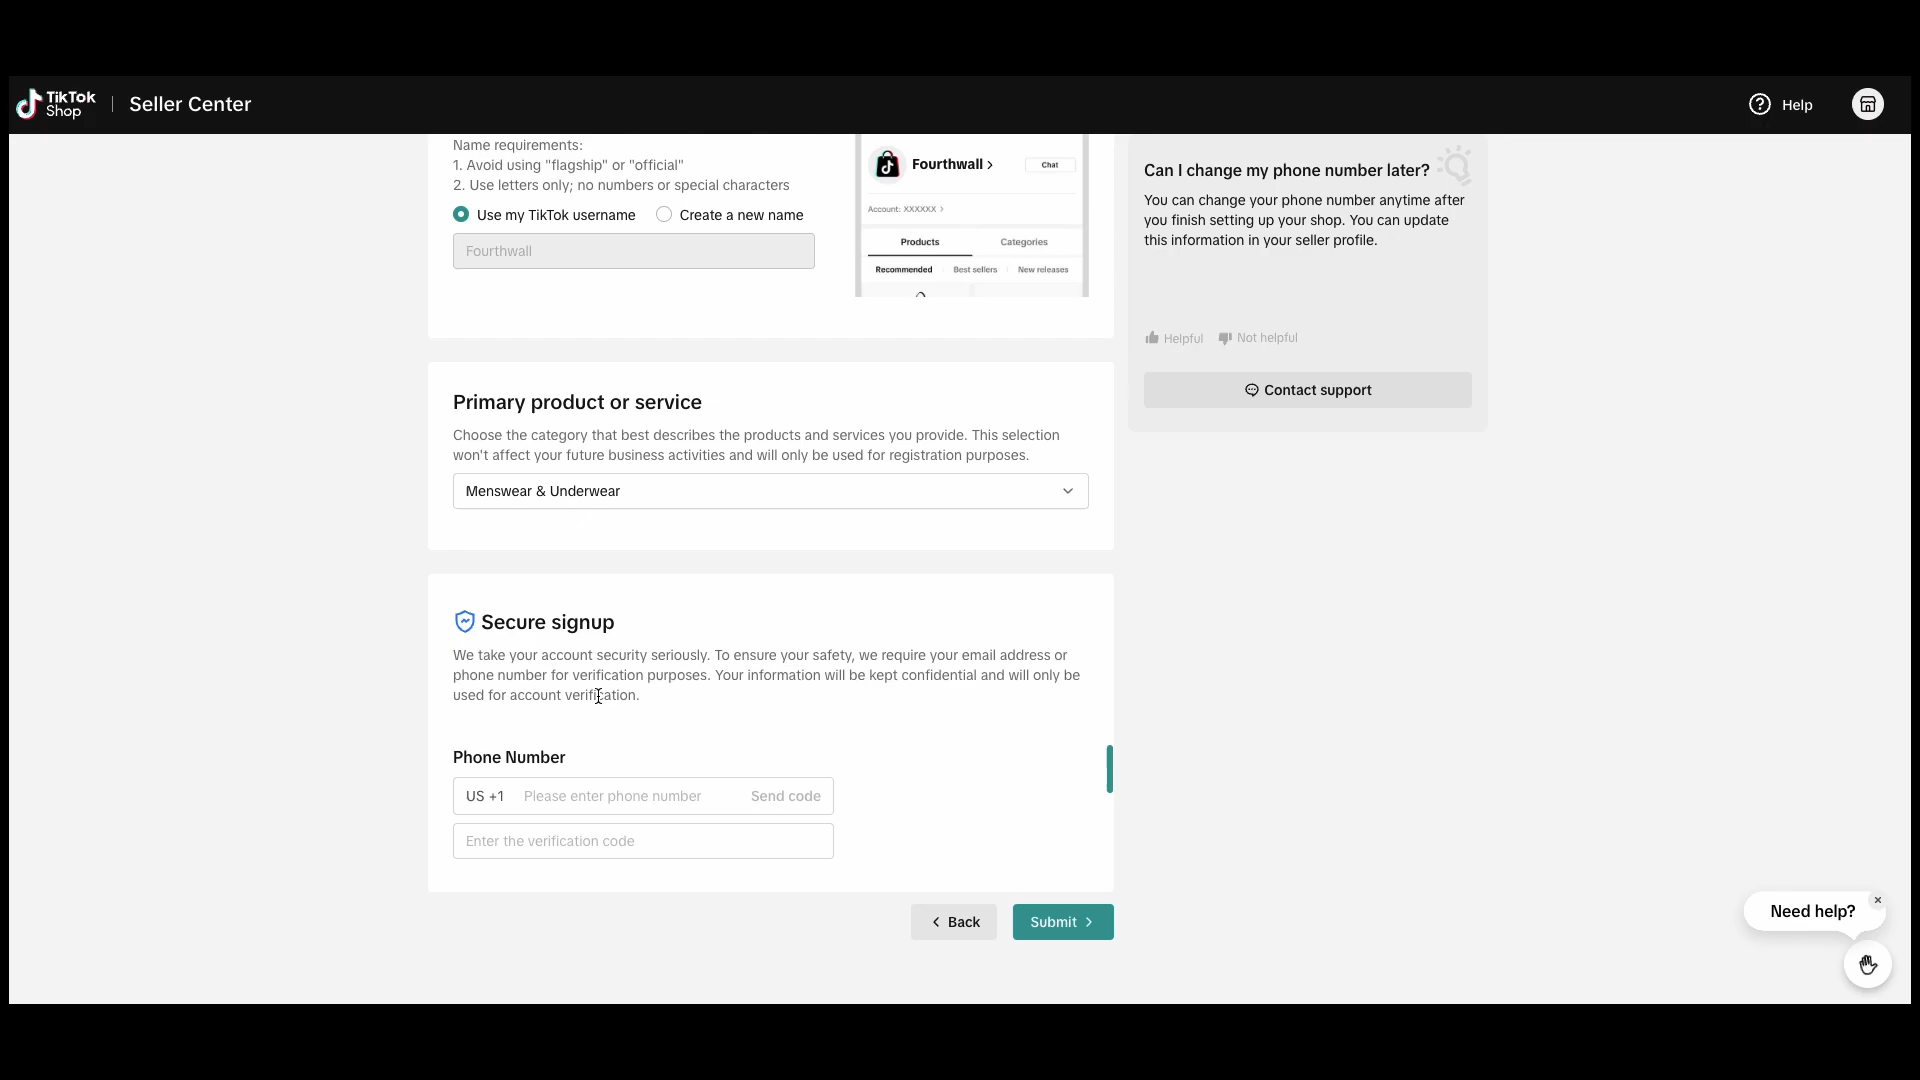 TikTok
Shop
Seller Center
Help
Name requirements:
1. Avoid using "flagship" or "official"
2. Use letters only; no numbers or special characters
Use my TikTok username
Create a new name
Fourthwall
Fourthwall >
Chat
Account: XXXXXX >
Products
Categories
Recommended
Best sellers
New releases
Can I change my phone number later?
You can change your phone number anytime after
you finish setting up your shop. You can update
this information in your seller profile.
Helpful
Not helpful
Contact support
Primary product or service
Choose the category that best describes the products and services you provide. This selection
won't affect your future business activities and will only be used for registration purposes.
Menswear & Underwear
Secure signup
We take your account security seriously. To ensure your safety, we require your email address or
phone number for verification purposes. Your information will be kept confidential and will only be
used for account verification.
Phone Number
US +1
Please enter phone number
Send code
Enter the verification code
< Back
Submit >
Need help?